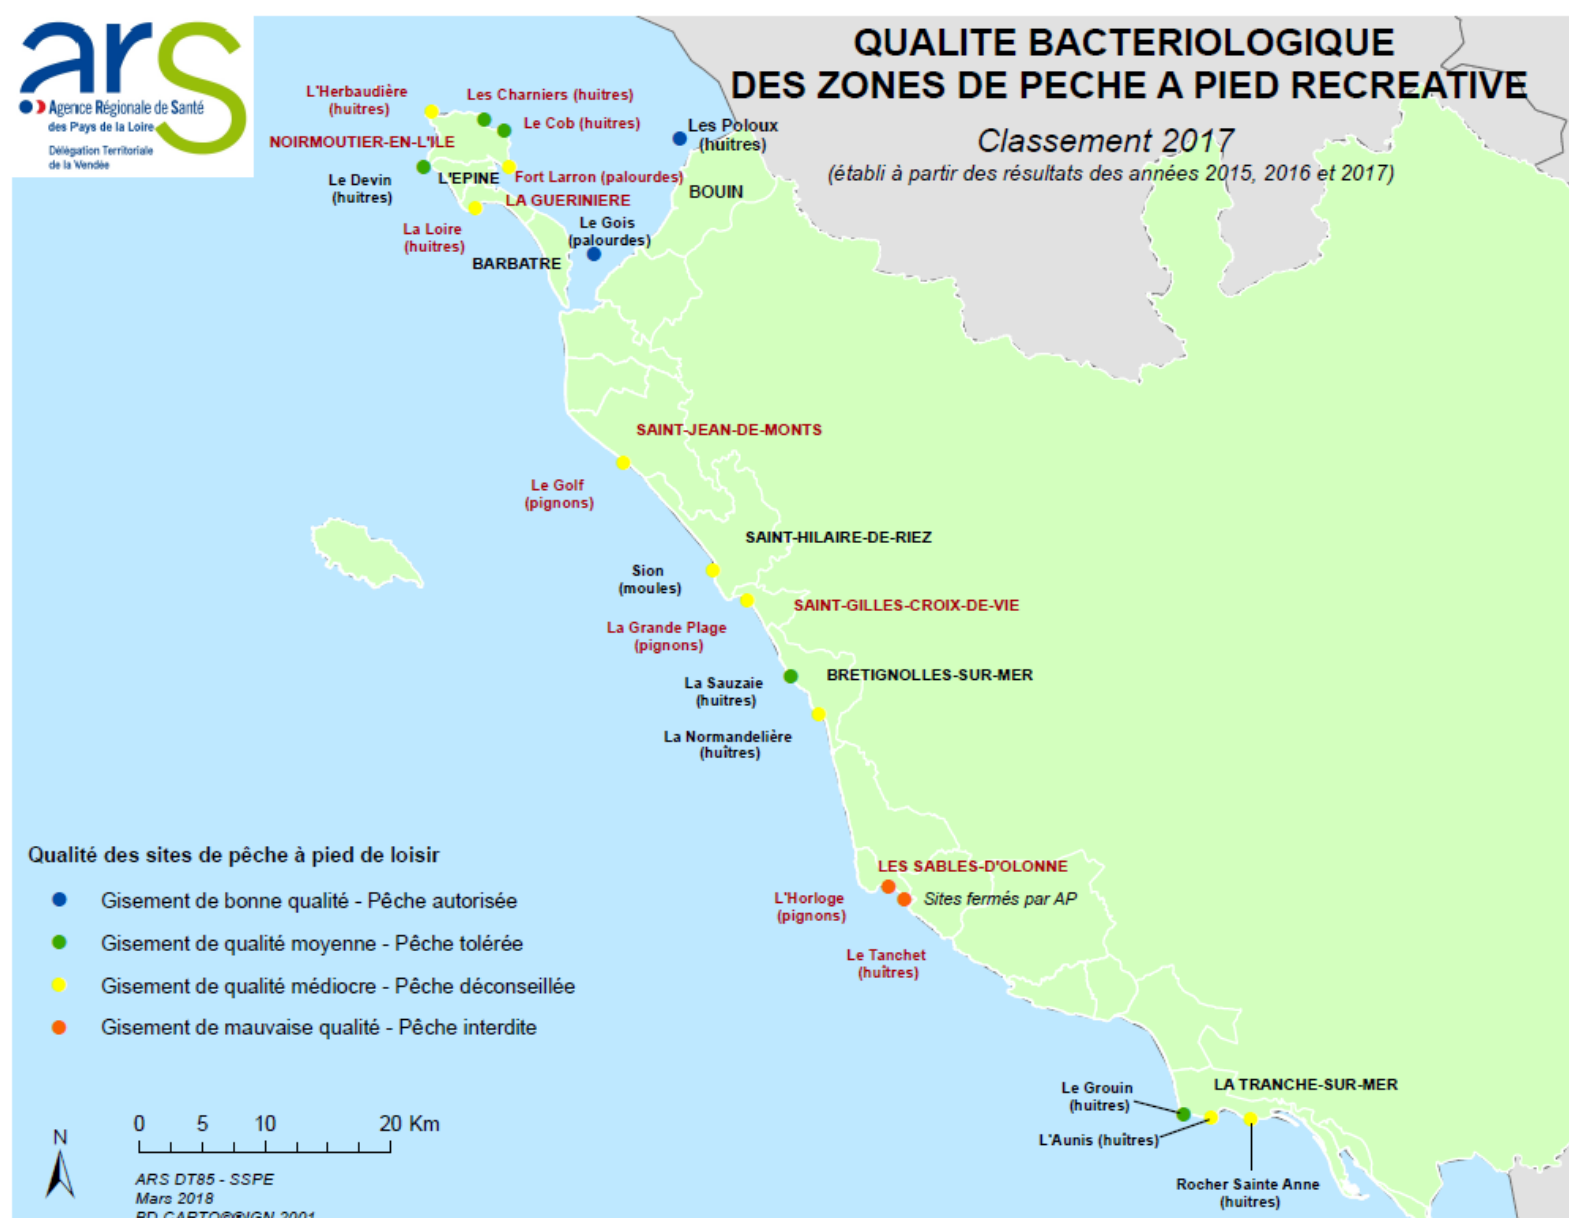 ars
Agence Régionale de Santé
des Pays de la Loire
Délégation Territoriale
de la Vendée
QUALITE BACTERIOLOGIQUE
DES ZONES DE PECHE A PIED RECREATIVE
Classement 2017
(établi à partir des résultats des années 2015, 2016 et 2017)
L'Herbaudière
(huitres)
Les Charniers (huitres)
Le Cob (huitres)
NOIRMOUTIER-EN-L'ILE
Les Poloux
(huitres)
Le Devin
(huitres)
L'EPINE
Fort Larron (palourdes)
BOUIN
LA GUERINIERE
La Loire
(huitres)
Le Gois
(palourdes)
BARBATRE
SAINT-JEAN-DE-MONTS
Le Golf
(pignons)
SAINT-HILAIRE-DE-RIEZ
Sion
(moules)
SAINT-GILLES-CROIX-DE-VIE
La Grande Plage
(pignons)
BRETIGNOLLES-SUR-MER
La Sauzaie
(huitres)
La Normandelière
(huîtres)
LES SABLES-D'OLONNE
L'Horloge
(pignons)
Sites fermés par AP
Le Tanchet
(huîtres)
Qualité des sites de pêche à pied de loisir
Gisement de bonne qualité - Pêche autorisée
Gisement de qualité moyenne - Pêche tolérée
Gisement de qualité médiocre - Pêche déconseillée
Gisement de mauvaise qualité - Pêche interdite
LA TRANCHE-SUR-MER
Le Grouin
(huitres)
L'Aunis (huîtres)
Rocher Sainte Anne
(huitres)
N
0 5 10 20 Km
ARS DT85 - SSPE
Mars 2018
BD CARTO®©IGN 2001